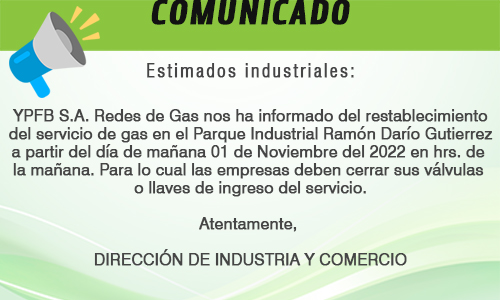 COMUNICADO
Estimados industriales:
YPFB S.A. Redes de Gas nos ha informado del restablecimiento
del servicio de gas en el Parque Industrial Ramón Darío Gutierrez
a partir del día de mañana 01 de Noviembre del 2022 en hrs. de
la mañana. Para lo cual las empresas deben cerrar sus válvulas
o llaves de ingreso del servicio.
Atentamente,
DIRECCIÓN DE INDUSTRIA Y COMERCIO